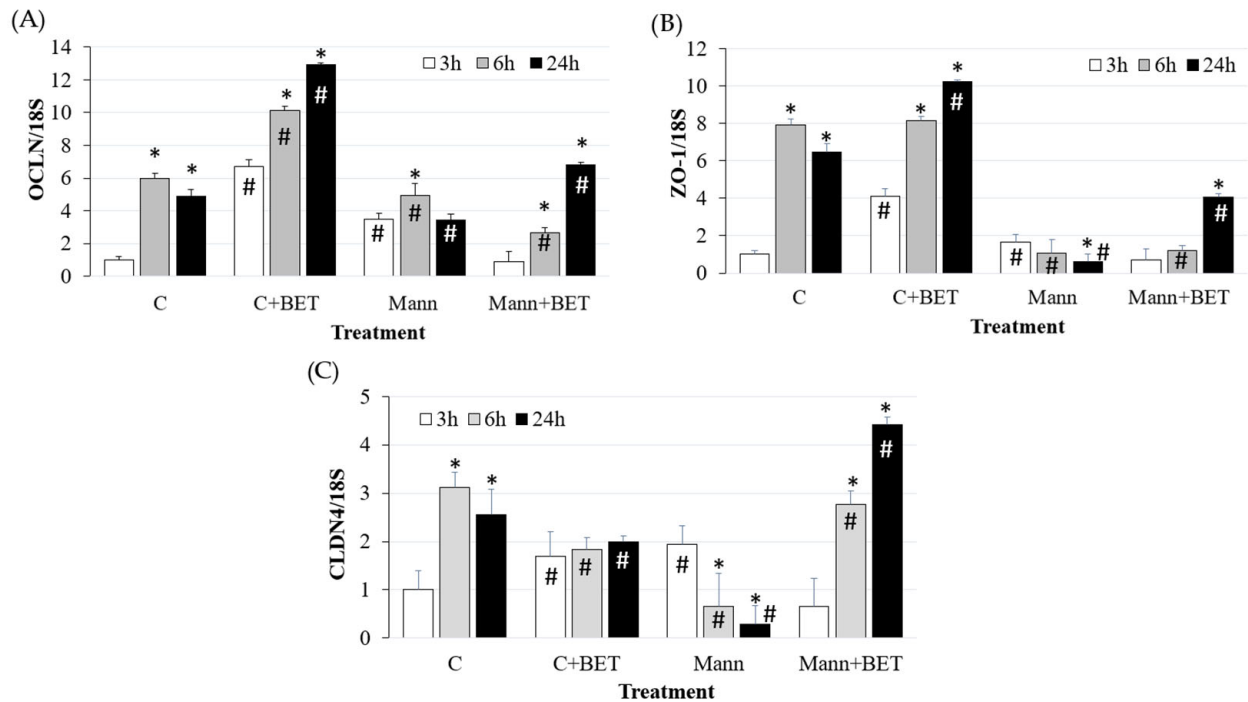 (A)
OCLN/18S
14
12
10
8
6
4
2
0
3h 6h 24h
* * # * # * # # * # # * # * #
C C+BET Mann Mann+BET
Treatment
(B)
ZO-1/18S
12
10
8
6
4
2
0
3h 6h 24h
* * # * # * # # # * # # * #
C C+BET Mann Mann+BET
Treatment
(C)
CLDN4/18S
5
4
3
2
1
0
3h 6h 24h
* * # # # # * # * # * # * #
C C+BET Mann Mann+BET
Treatment